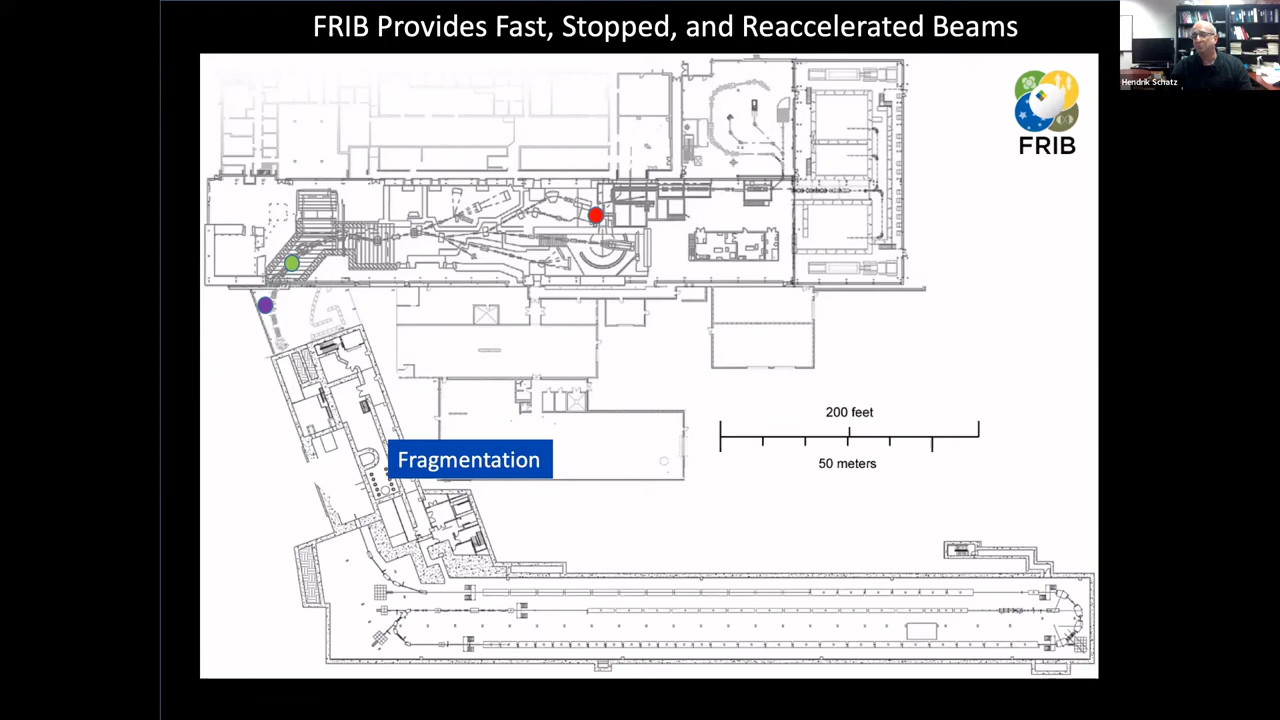 FRIB Provides Fast, Stopped, and Reaccelerated Beams
Hendrik Schatz
FRIB
200 feet
50 meters
Fragmentation